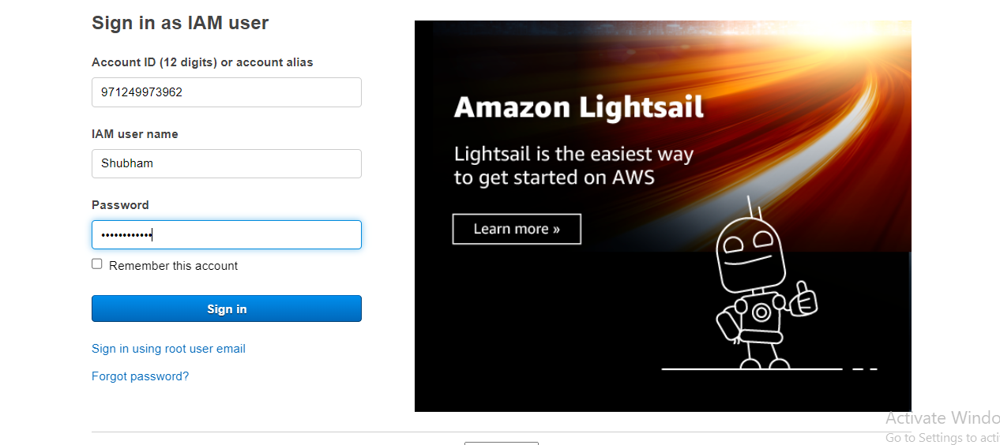 Sign in as IAM user
Account ID (12 digits) or account alias
971249973962
IAM user name
Shubham
Password
••••••••••••
Remember this account
Sign in
Sign in using root user email
Forgot password?
Amazon Lightsail
Lightsail is the easiest way
to get started on AWS
Learn more »
Activate Windo
Go to Settings to acti